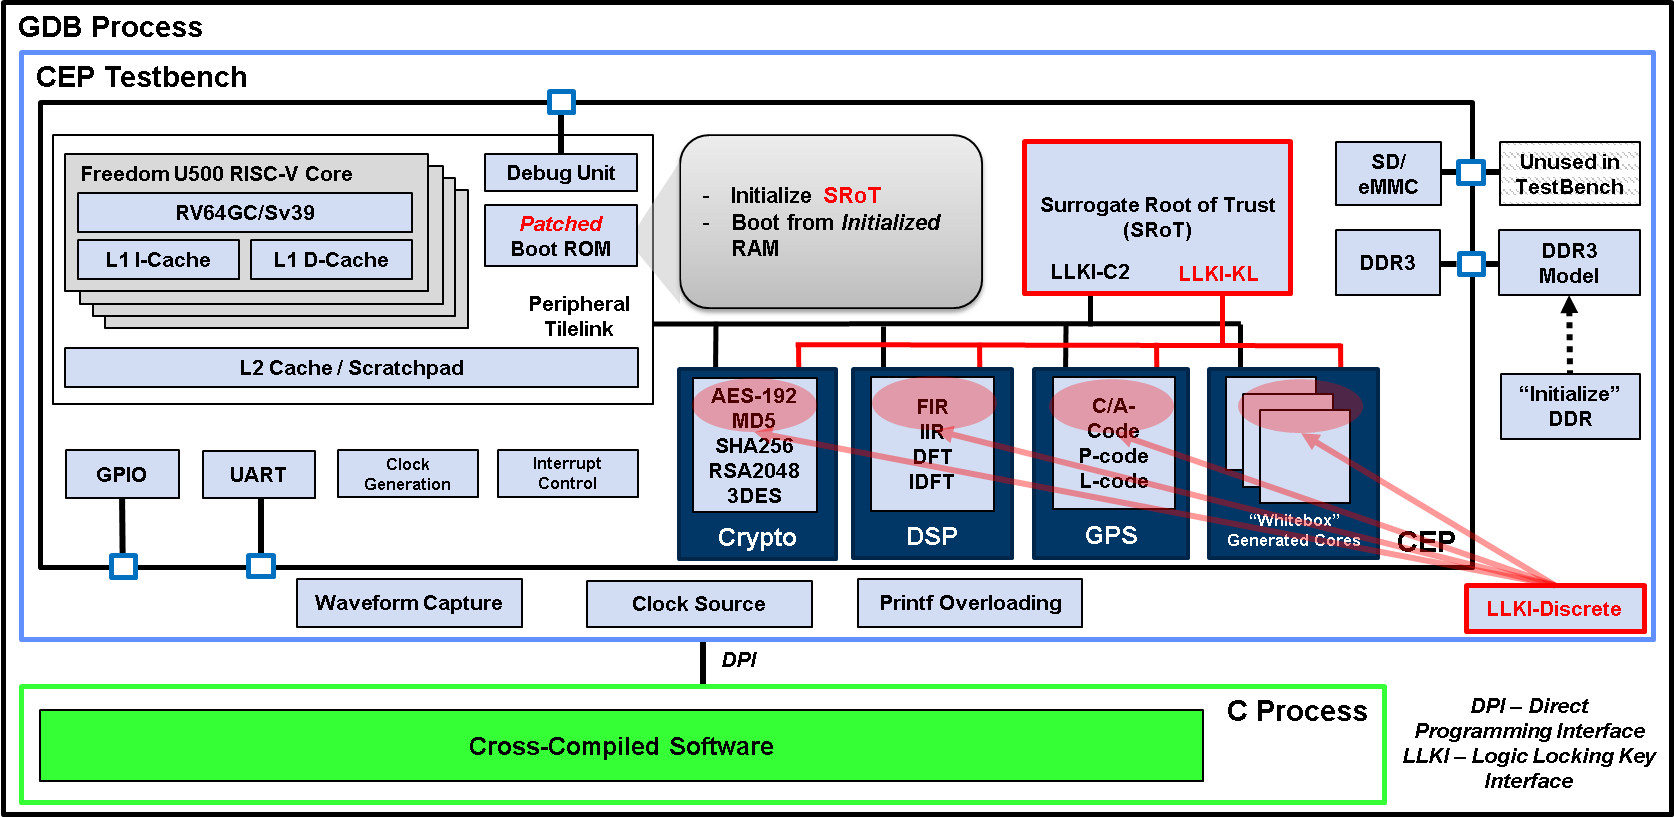 GDB Process
CEP Testbench
Freedom U500 RISC-V Core
RV64GC/Sv39
L1 I-Cache
L1 D-Cache
Debug Unit
Patched
Boot ROM
Peripheral
Tilelink
L2 Cache / Scratchpad
- Initialize SRoT
- Boot from Initialized
RAM
Surrogate Root of Trust
(SRoT)
LLKI-C2
LLKI-KL
SD/
eMMC
Unused in
TestBench
DDR3
DDR3
Model
“Initialize”
DDR
GPIO
UART
Clock
Generation
Interrupt
Control
AES-192
MD5
SHA256
RSA2048
3DES
Crypto
FIR
IIR
DFT
IDFT
DSP
C/A-
Code
P-code
L-code
GPS
“Whitebox”
Generated Cores
CEP
Waveform Capture
Clock Source
Printf Overloading
LLKI-Discrete
DPI
C Process
Cross-Compiled Software
DPI – Direct
Programming Interface
LLKI – Logic Locking Key
Interface